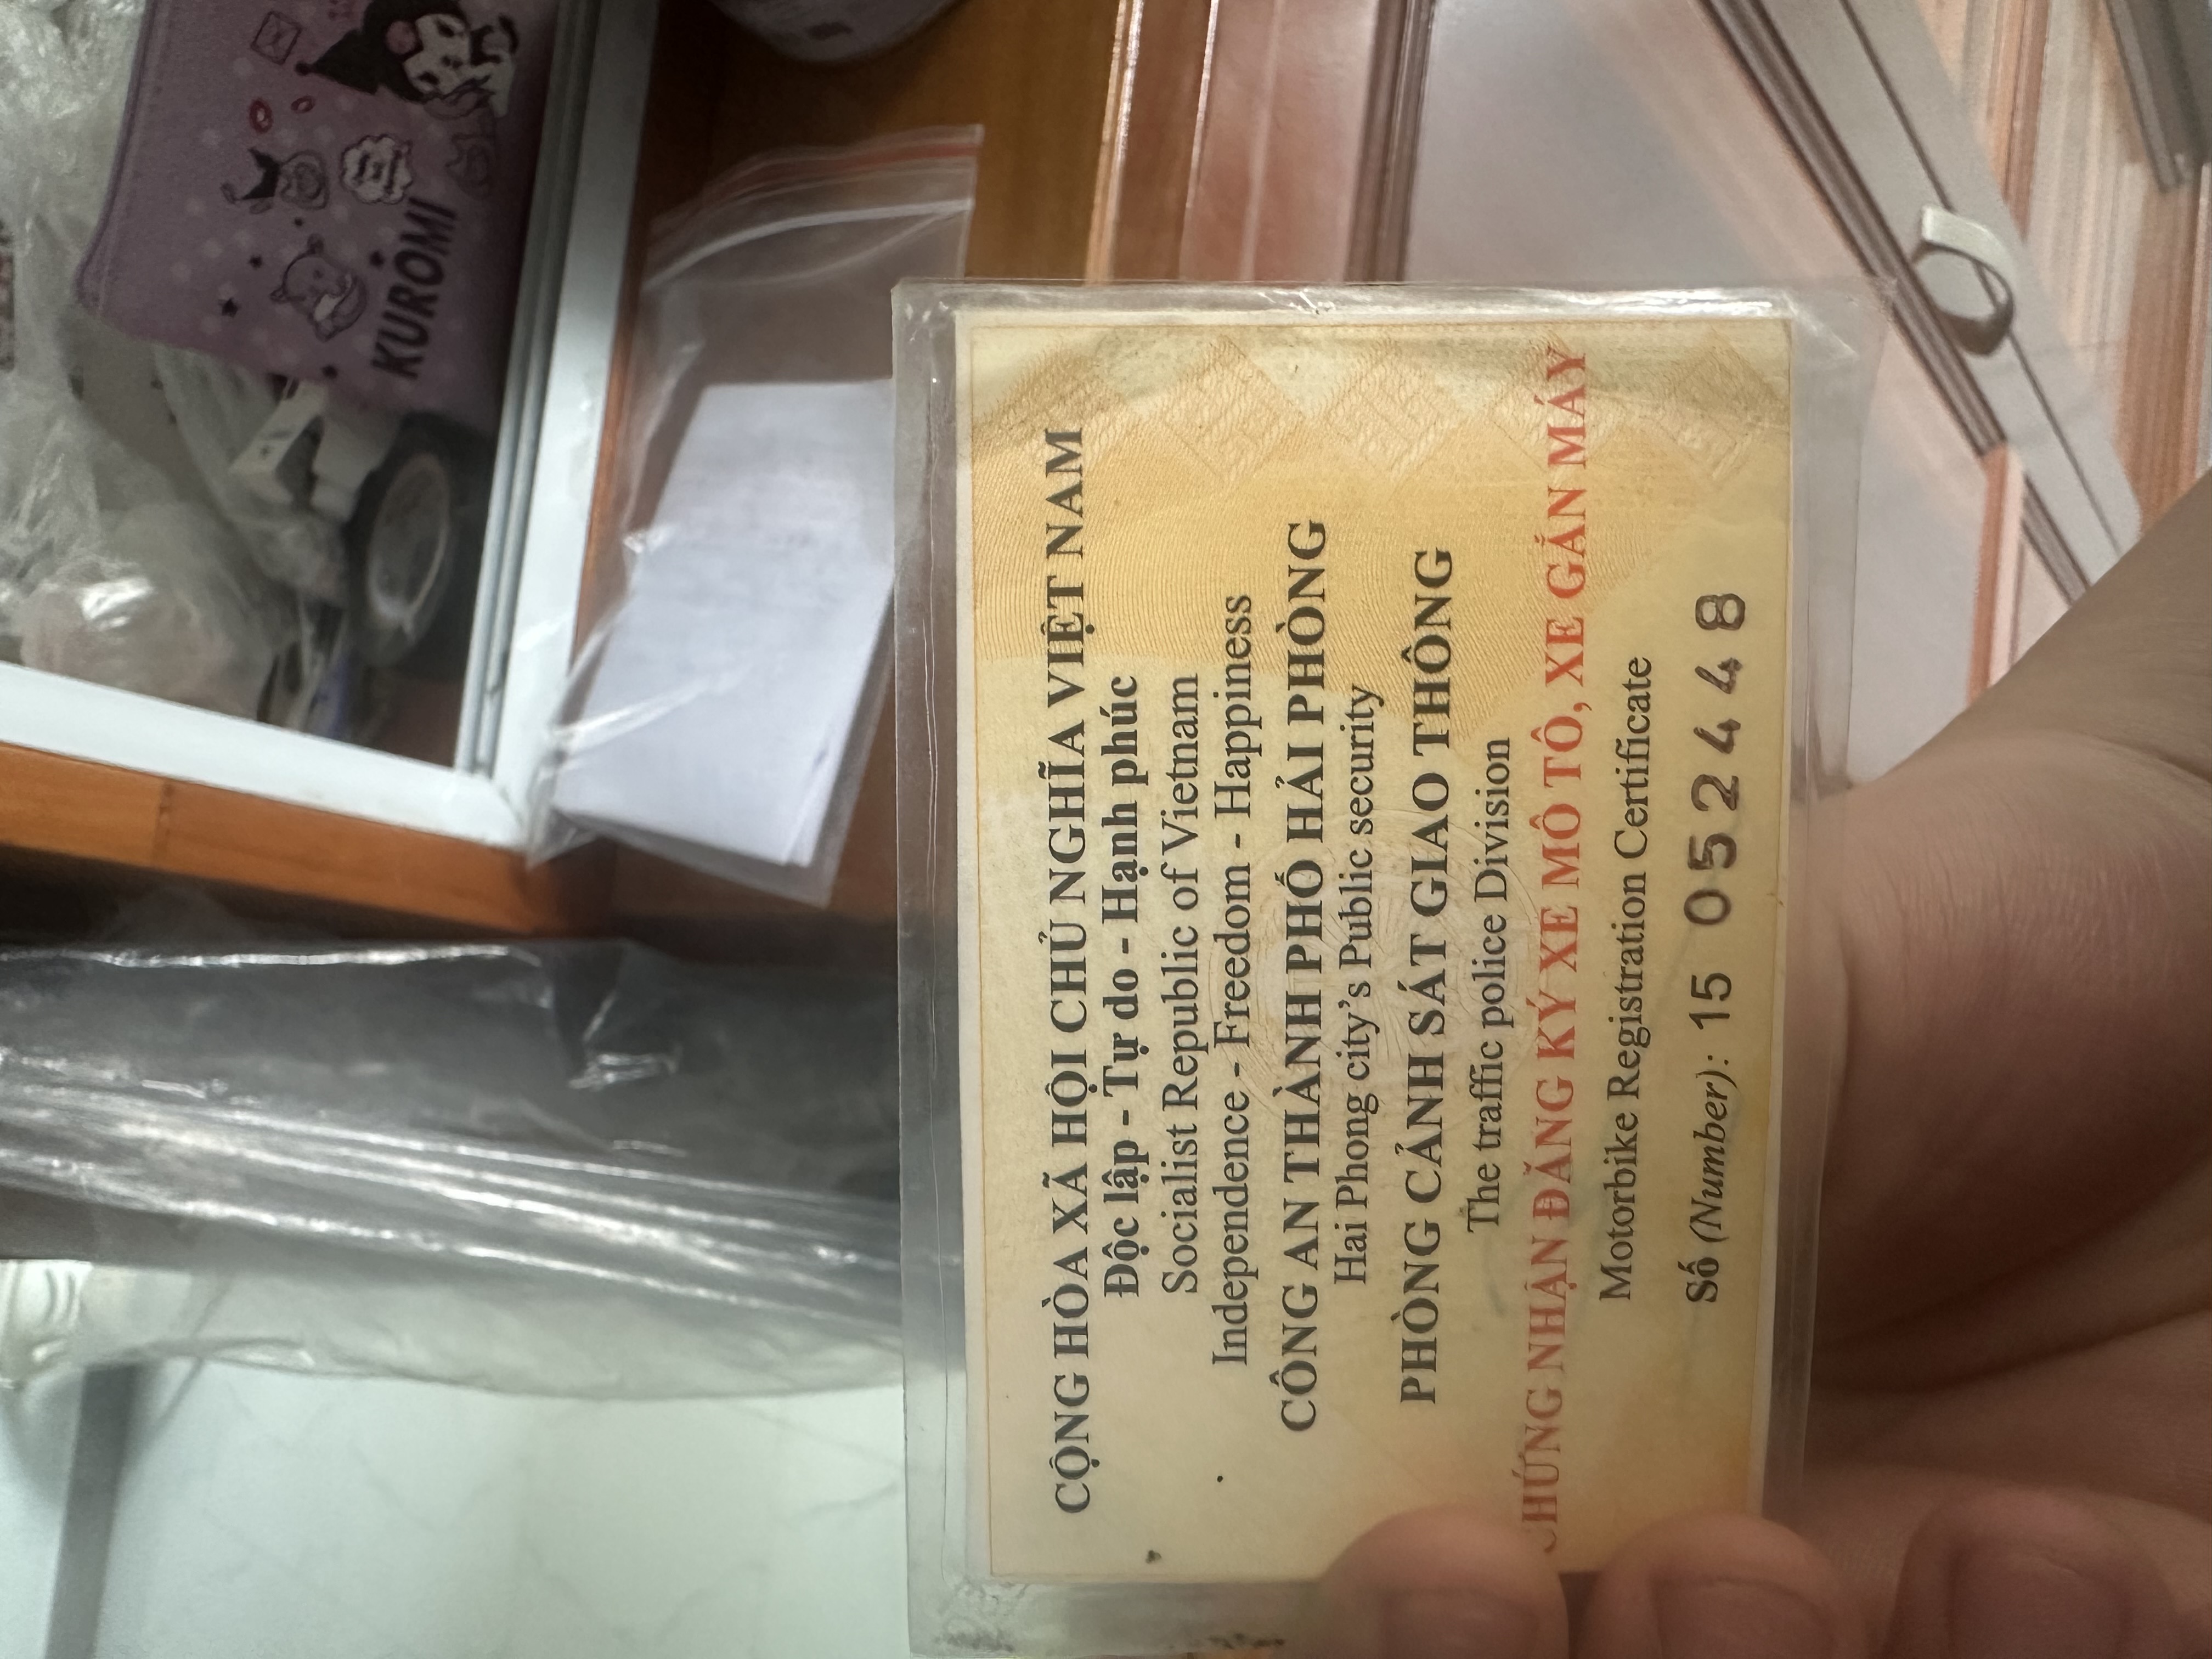 CỘNG HÒA XÃ HỘI CHỦ NGHĨA VIỆT NAM
Độc lập - Tự do - Hạnh phúc
Socialist Republic of Vietnam
Independence - Freedom - Happiness
CÔNG AN THÀNH PHỐ HẢI PHÒNG
Hai Phong city's Public security
PHÒNG CẢNH SÁT GIAO THÔNG
The traffic police Division
CHỨNG NHẬN ĐĂNG KÝ XE MÔ TÔ, XE GẮN MÁY
Motorbike Registration Certificate
Số (Number): 15 052448
KUROMI